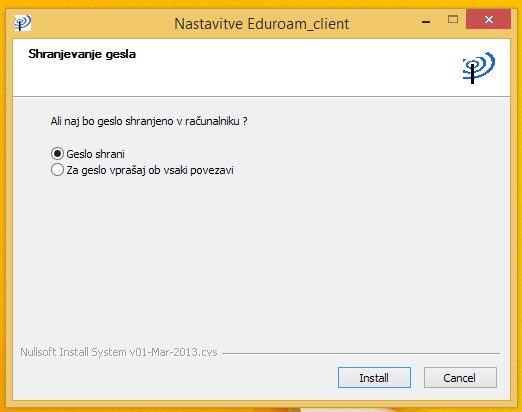 Nastavitve Eduroam_client
Shranjevanje gesla
Ali naj bo geslo shranjeno v računalniku ?
Geslo shrani
Za geslo vprašaj ob vsaki povezavi
Nullsoft Install System v01-Mar-2013.cvs
Install
Cancel